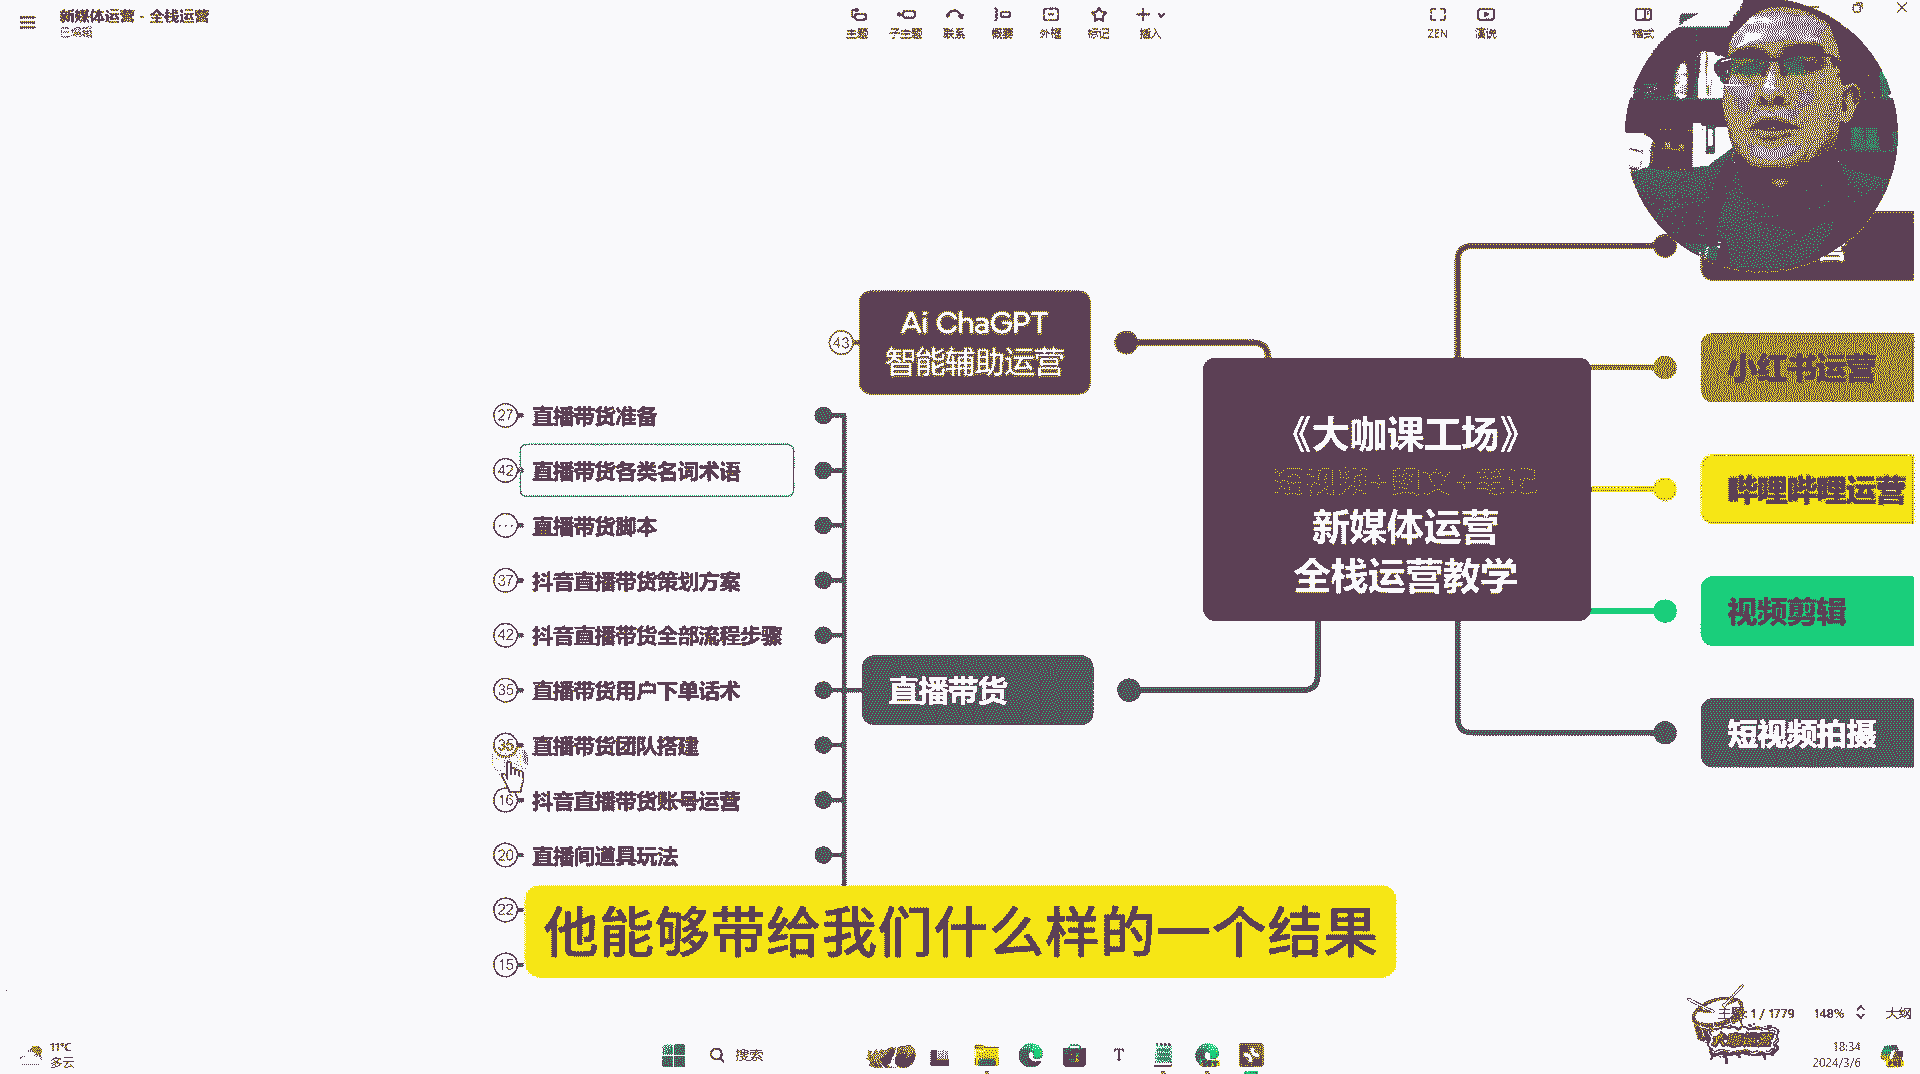 新媒体运营 - 全栈运营
已编辑
主题
子主题
联系
概要
外框
标记
插入
ZEN
演说
格式
43
Ai ChaGPT
智能辅助运营
27 直播带货准备
42 直播带货各类名词术语
... 直播带货脚本
37 抖音直播带货策划方案
42 抖音直播带货全部流程步骤
35 直播带货用户下单话术
35 直播带货团队搭建
16 抖音直播带货账号运营
20 直播间道具玩法
22
15
直播带货
《大咖课工场》
短视频+图文+笔记
新媒体运营
全栈运营教学
小红书运营
哔哩哔哩运营
视频剪辑
短视频拍摄
他能够带给我们什么样的一个结果
主题: 1 / 1779
148%
大纲
11°C
多云
搜索
18:34
2024/3/6